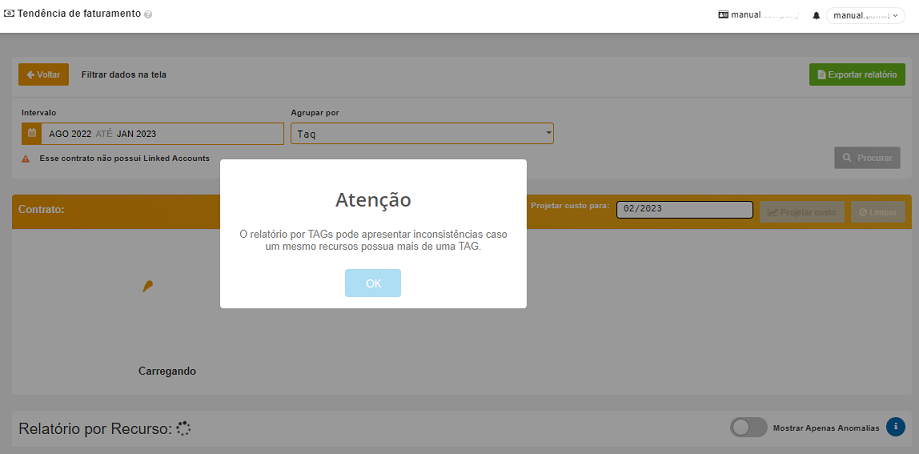 Tendência de faturamento
manual
manual
Voltar
Filtrar dados na tela
Exportar relatório
Intervalo
Agrupar por
AGO 2022 ATÉ JAN 2023
Tag
Esse contrato não possui Linked Accounts
Procurar
Atenção
O relatório por TAGs pode apresentar inconsistências caso
um mesmo recursos possua mais de uma TAG.
OK
Contrato:
Projetar custo para:
02/2023
Projetar custo
Limpar
Carregando
Relatório por Recurso:
Mostrar Apenas Anomalias